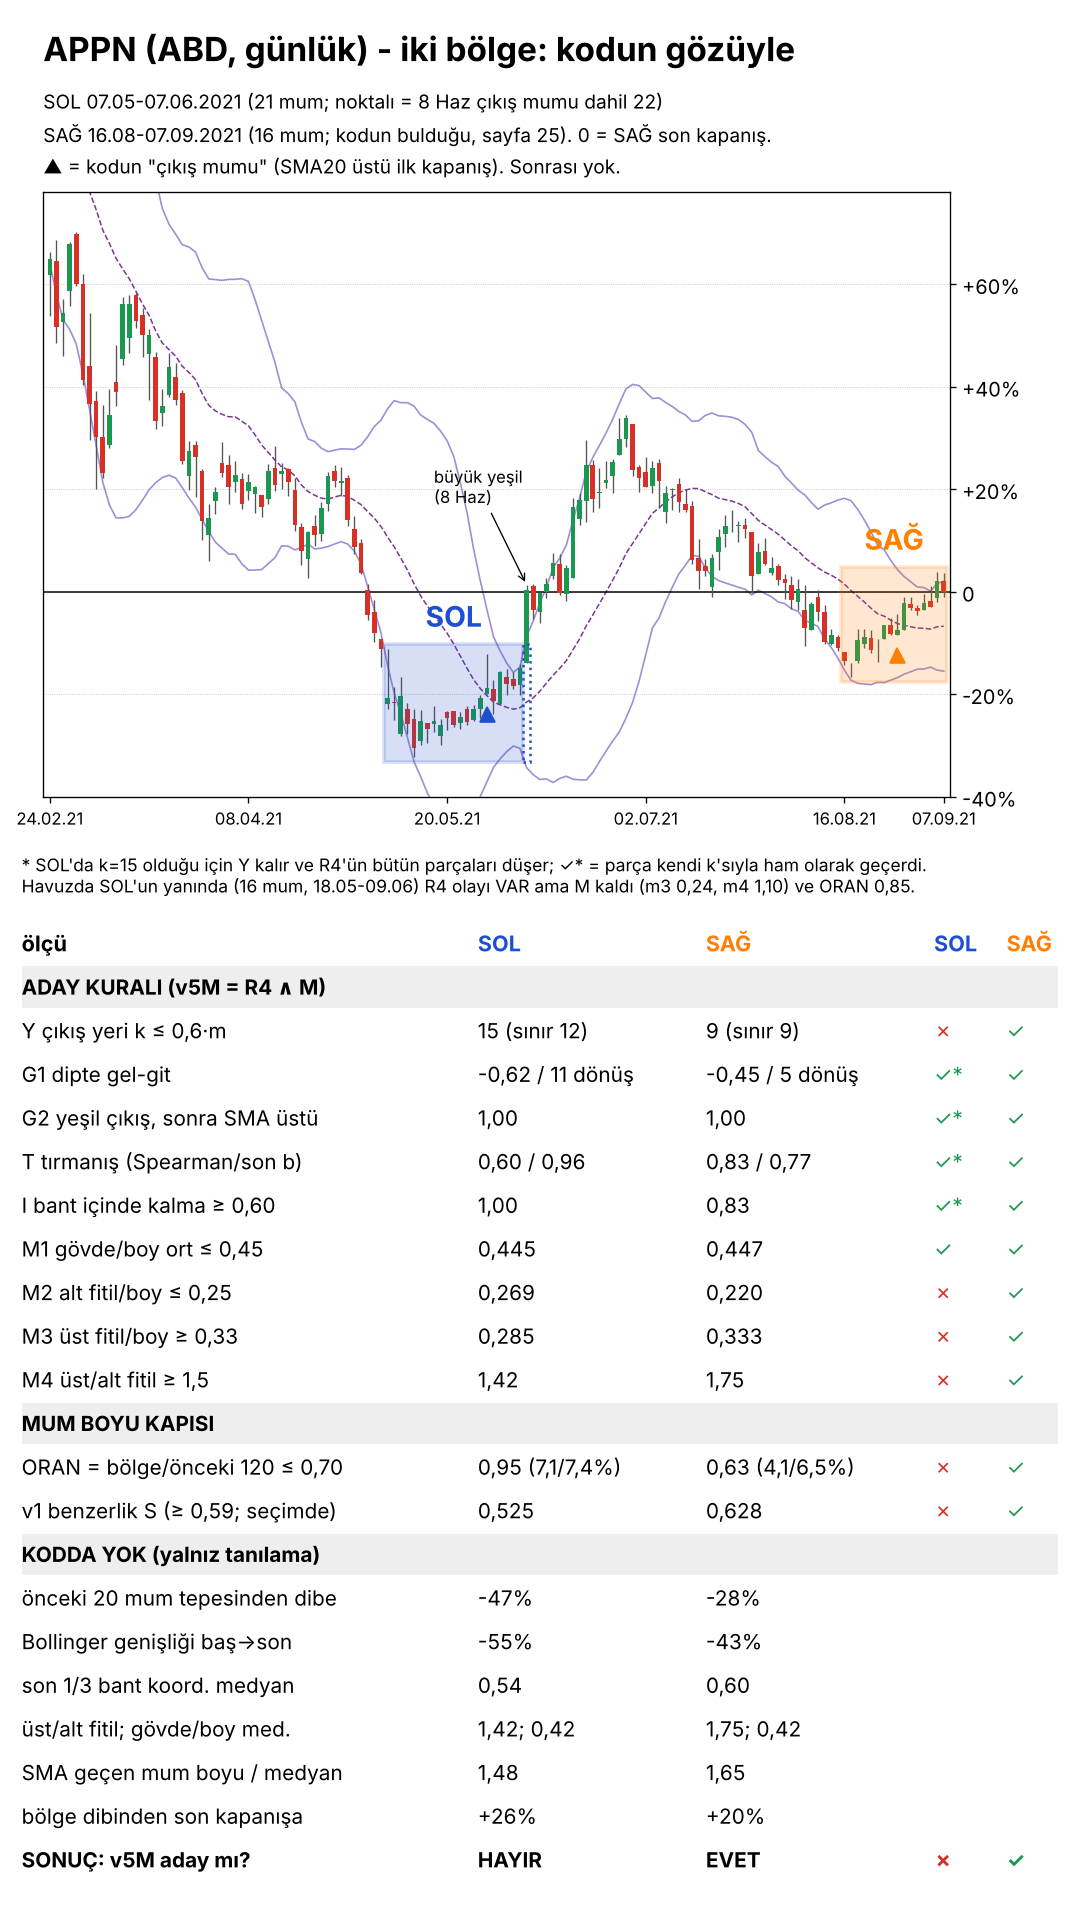 APPN (ABD, günlük) - iki bölge: kodun gözüyle
SOL 07.05-07.06.2021 (21 mum; noktalı = 8 Haz çıkış mumu dahil 22)
SAĞ 16.08-07.09.2021 (16 mum; kodun bulduğu, sayfa 25). 0 = SAĞ son kapanış.
▲ = kodun "çıkış mumu" (SMA20 üstü ilk kapanış). Sonrası yok.
+60%
+40%
+20%
0
-20%
-40%
büyük yeşil
(8 Haz)
SOL
SAĞ
24.02.21 08.04.21 20.05.21 02.07.21 16.08.21 07.09.21
* SOL'da k=15 olduğu için Y kalır ve R4'ün bütün parçaları düşer; ✓* = parça kendi k'sıyla ham olarak geçerdi.
Havuzda SOL'un yanında (16 mum, 18.05-09.06) R4 olayı VAR ama M kaldı (m3 0,24, m4 1,10) ve ORAN 0,85.
ölçü SOL SAĞ SOL SAĞ
ADAY KURALI (v5M = R4 ∧ M)
Y çıkış yeri k ≤ 0,6·m 15 (sınır 12) 9 (sınır 9) × ✓
G1 dipte gel-git -0,62 / 11 dönüş -0,45 / 5 dönüş ✓* ✓
G2 yeşil çıkış, sonra SMA üstü 1,00 1,00 ✓* ✓
T tırmanış (Spearman/son b) 0,60 / 0,96 0,83 / 0,77 ✓* ✓
I bant içinde kalma ≥ 0,60 1,00 0,83 ✓* ✓
M1 gövde/boy ort ≤ 0,45 0,445 0,447 ✓ ✓
M2 alt fitil/boy ≤ 0,25 0,269 0,220 × ✓
M3 üst fitil/boy ≥ 0,33 0,285 0,333 × ✓
M4 üst/alt fitil ≥ 1,5 1,42 1,75 × ✓
MUM BOYU KAPISI
ORAN = bölge/önceki 120 ≤ 0,70 0,95 (7,1/7,4%) 0,63 (4,1/6,5%) × ✓
v1 benzerlik S (≥ 0,59; seçimde) 0,525 0,628 × ✓
KODDA YOK (yalnız tanılama)
önceki 20 mum tepesinden dibe -47% -28%
Bollinger genişliği baş→son -55% -43%
son 1/3 bant koord. medyan 0,54 0,60
üst/alt fitil; gövde/boy med. 1,42; 0,42 1,75; 0,42
SMA geçen mum boyu / medyan 1,48 1,65
bölge dibinden son kapanışa +26% +20%
SONUÇ: v5M aday mı? HAYIR EVET × ✓